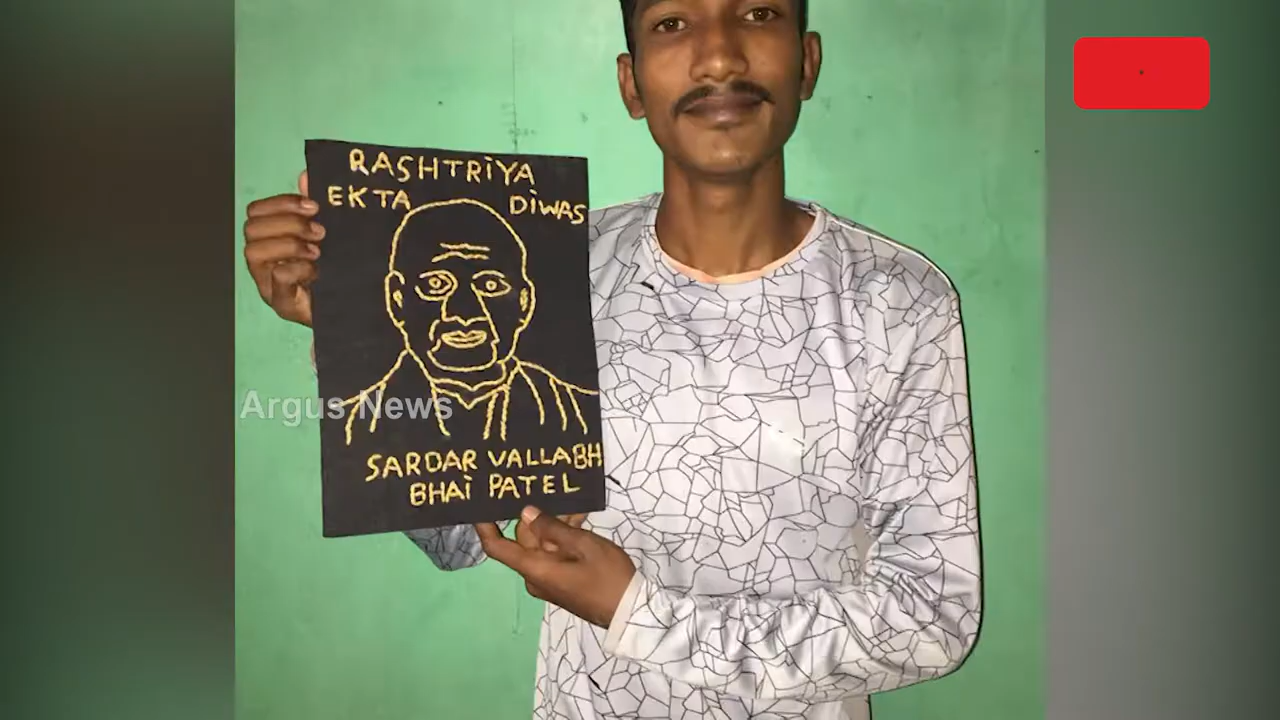 RASHTRiYA
EKTA DiWAS
SARDAR VALLABH
BHAi PATEL
Argus News